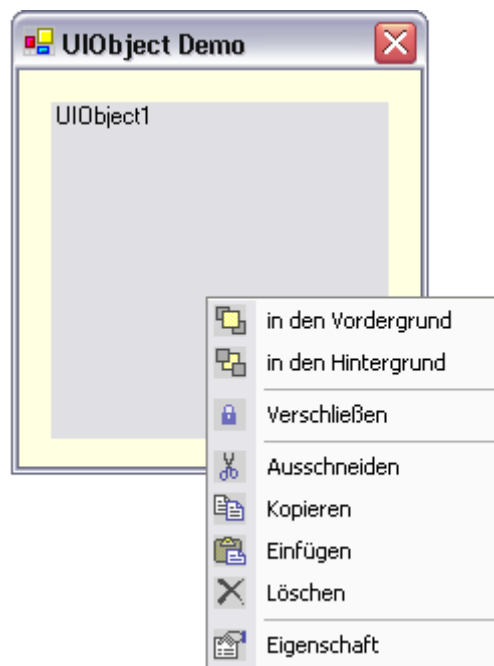 UIObject Demo
UIObject1
in den Vordergrund
in den Hintergrund
Verschließen
Ausschneiden
Kopieren
Einfügen
Löschen
Eigenschaft